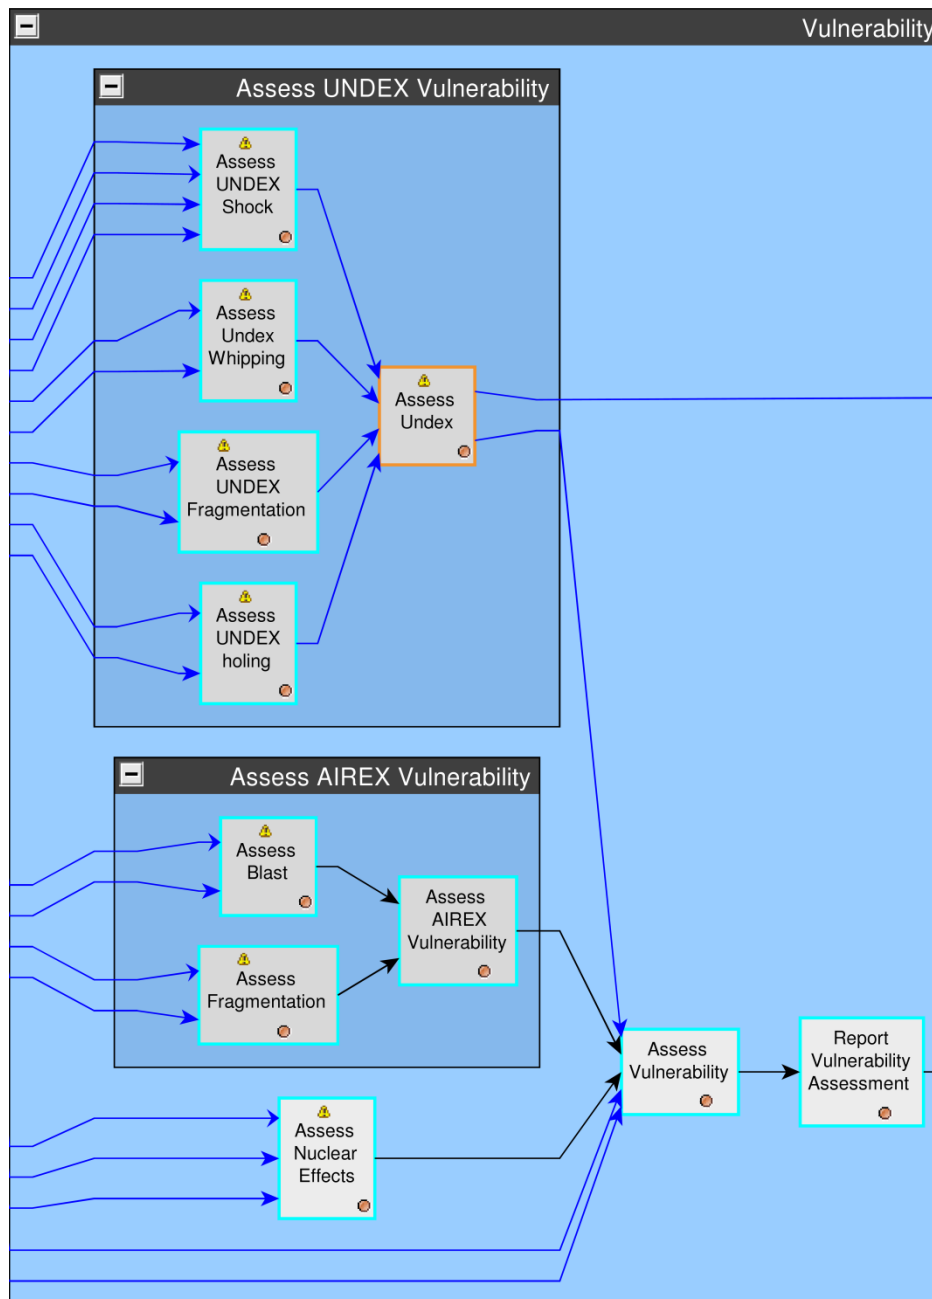 Vulnerability
Assess UNDEX Vulnerability
Assess
UNDEX
Shock
Assess
Undex
Whipping
Assess
Undex
Assess
UNDEX
Fragmentation
Assess
UNDEX
holing
Assess AIREX Vulnerability
Assess
Blast
Assess
AIREX
Vulnerability
Assess
Fragmentation
Assess
Vulnerability
Report
Vulnerability
Assessment
Assess
Nuclear
Effects